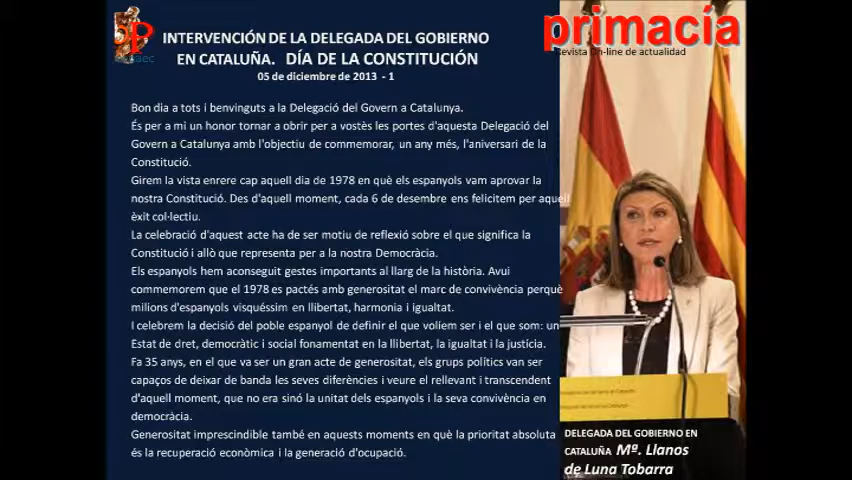 INTERVENCIÓN DE LA DELEGADA DEL GOBIERNO
EN CATALUÑA. DÍA DE LA CONSTITUCIÓN
05 de diciembre de 2013 - 1
primacía
Revista On-line de actualidad
Bon dia a tots i benvinguts a la Delegació del Govern a Catalunya.
És per a mi un honor tornar a obrir per a vostès les portes d'aquesta Delegació del
Govern a Catalunya amb l'objectiu de commemorar, un any més, l'aniversari de la
Constitució.
Girem la vista enrere cap aquell dia de 1978 en què els espanyols vam aprovar la
nostra Constitució. Des d'aquell moment, cada 6 de desembre ens felicitem per aquell
èxit col·lectiu.
La celebració d'aquest acte ha de ser motiu de reflexió sobre el que significa la
Constitució i allò que representa per a la nostra Democràcia.
Els espanyols hem aconseguit gestes importants al llarg de la història. Avui
commemorem que el 1978 es pactés amb generositat el marc de convivència perquè
milions d'espanyols visquéssim en llibertat, harmonia i igualtat.
I celebrem la decisió del poble espanyol de definir el que volíem ser i el que som: un
Estat de dret, democràtic i social fonamentat en la llibertat, la igualtat i la justícia.
Fa 35 anys, en el que va ser un gran acte de generositat, els grups polítics van ser
capaços de deixar de banda les seves diferències i veure el rellevant i transcendent
d'aquell moment, que no era sinó la unitat dels espanyols i la seva convivència en
democràcia.
Generositat imprescindible també en aquests moments en què la prioritat absoluta
és la recuperació econòmica i la generació d'ocupació.
DELEGADA DEL GOBIERNO EN
CATALUÑA Mª. Llanos
de Luna Tobarra